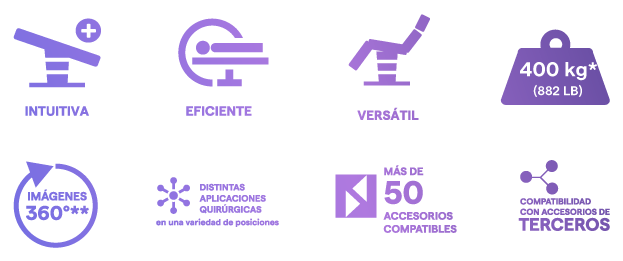 INTUITIVA
EFICIENTE
VERSÁTIL
400 kg*
(882 LB)
IMÁGENES
360°**
DISTINTAS
APLICACIONES
QUIRÚRGICAS
en una variedad de posiciones
MÁS DE
50
ACCESORIOS
COMPATIBLES
COMPATIBILIDAD
CON ACCESORIOS DE
TERCEROS